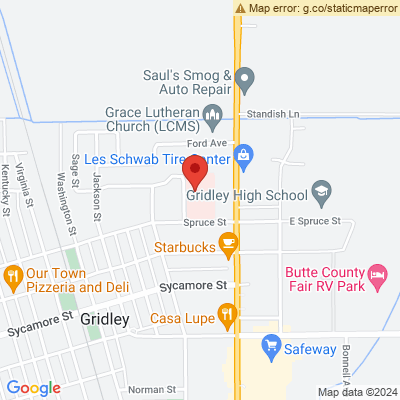 Map error: g.co/staticmaperror
Saul's Smog &
Auto Repair
Grace Lutheran
Church (LCMS)
Standish Ln
Ford Ave
Les Schwab Tire Center
Sage St
Jackson St
Washington St
Virginia St
Kentucky St
Gridley High School
Spruce St
E Spruce St
Starbucks
Our Town
Pizzeria and Deli
Butte County
Fair RV Park
Sycamore St
Sycamore St
Gridley
Casa Lupe
Safeway
Bonnell A
Norman St
Google
Map data ©2024